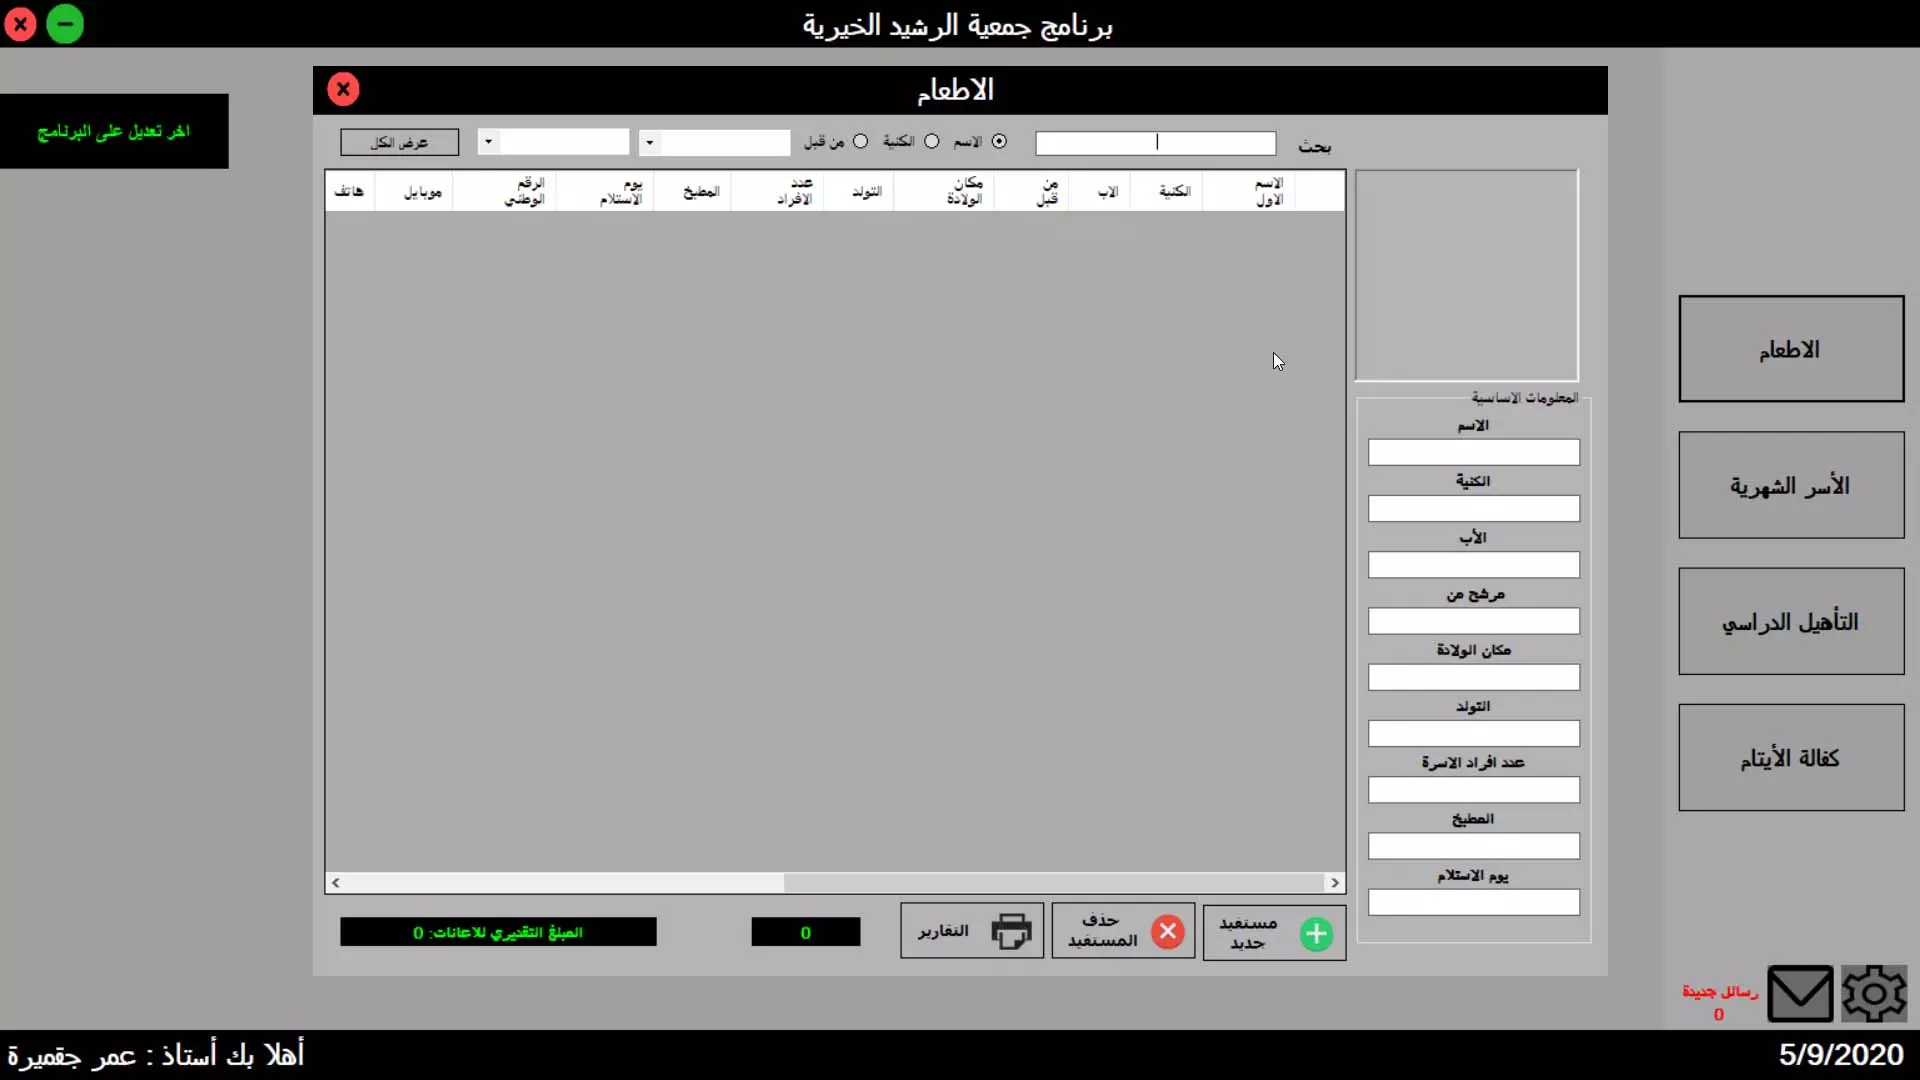 برنامج جمعية الرشيد الخيرية
الاطعام
اخر تعديل على البرنامج
بحث
الاسم
الكنية
من قبل
عرض الكل
الاسم الاول
الكنية
الاب
من قبل
مكان الولادة
التولد
عدد الافراد
المطبخ
يوم الاستلام
الرقم الوطني
موبايل
هاتف
المعلومات الاساسية
الاسم
الكنية
الأب
مرشح من
مكان الولادة
التولد
عدد افراد الاسرة
المطبخ
يوم الاستلام
الاطعام
الأسر الشهرية
التأهيل الدراسي
كفالة الأيتام
مستفيد
جديد
حذف
المستفيد
التقارير
0
المبلغ التقديري للاعانات: 0
رسائل جديدة
0
أهلا بك أستاذ : عمر جقميرة
5/9/2020